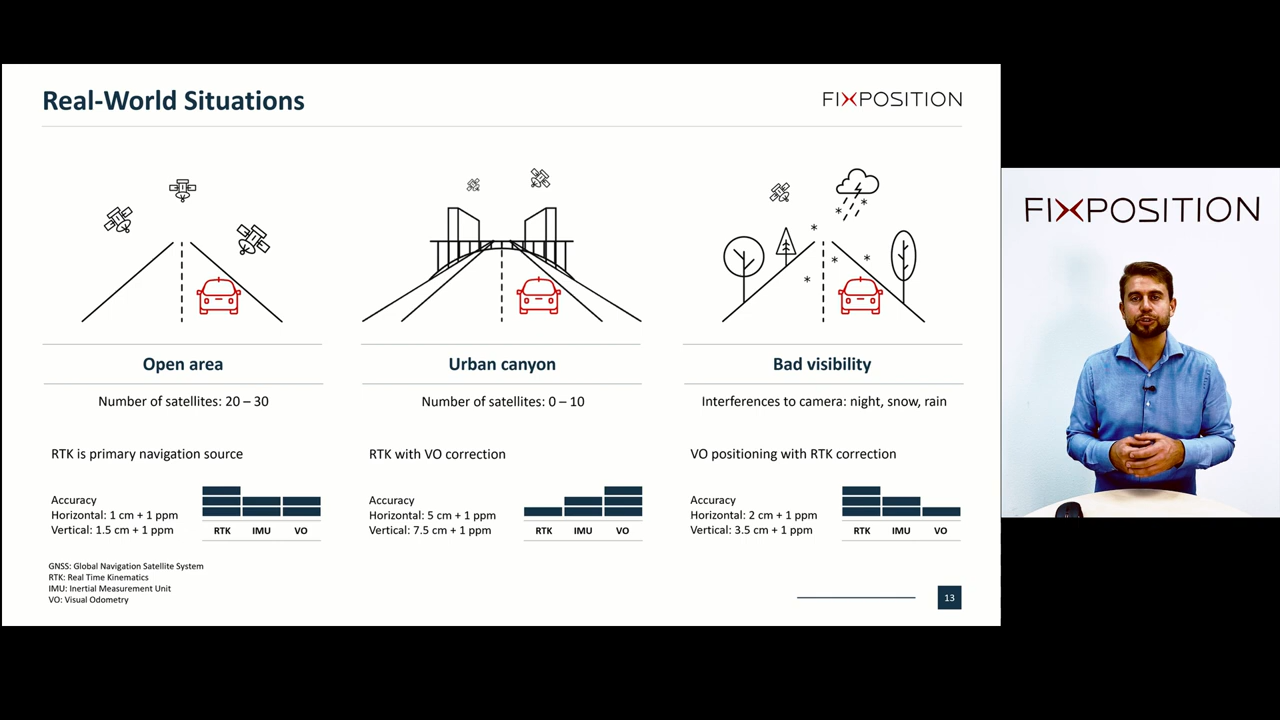 Real-World Situations
FIXPOSITION
FIXPOSITION
Open area
Number of satellites: 20 – 30
RTK is primary navigation source
Accuracy
Horizontal: 1 cm + 1 ppm
Vertical: 1.5 cm + 1 ppm
RTK IMU VO
Urban canyon
Number of satellites: 0 – 10
RTK with VO correction
Accuracy
Horizontal: 5 cm + 1 ppm
Vertical: 7.5 cm + 1 ppm
RTK IMU VO
Bad visibility
Interferences to camera: night, snow, rain
VO positioning with RTK correction
Accuracy
Horizontal: 2 cm + 1 ppm
Vertical: 3.5 cm + 1 ppm
RTK IMU VO
GNSS: Global Navigation Satellite System
RTK: Real Time Kinematics
IMU: Inertial Measurement Unit
VO: Visual Odometry
13